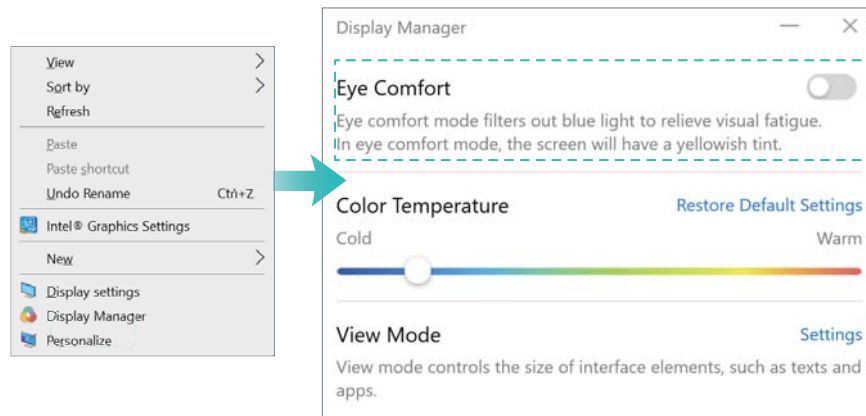 View
Sort by
Refresh
Paste
Paste shortcut
Undo Rename Ctrl+Z
Intel® Graphics Settings
New
Display settings
Display Manager
Personalize
Display Manager
Eye Comfort
Eye comfort mode filters out blue light to relieve visual fatigue.
In eye comfort mode, the screen will have a yellowish tint.
Color Temperature Restore Default Settings
Cold Warm
View Mode Settings
View mode controls the size of interface elements, such as texts and
apps.